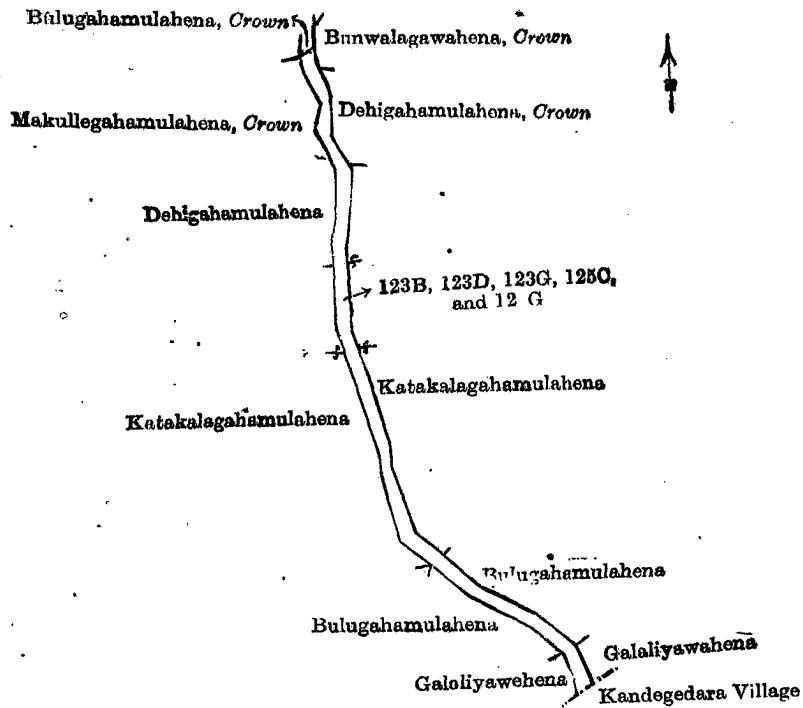 Bulugahamulahena, Crown
Bunwalagawahena, Crown
Dehigahamulahena, Crown
Makullegahamulahena, Crown
Dehigahamulahena
123B, 123D, 123G, 125C,
and 12 G
Katakalagahamulahena
Katakalagahamulahena
Bulugahamulahena
Bulugahamulahena
Galaliyawahena
Galoliyawehena
Kandegedara Village